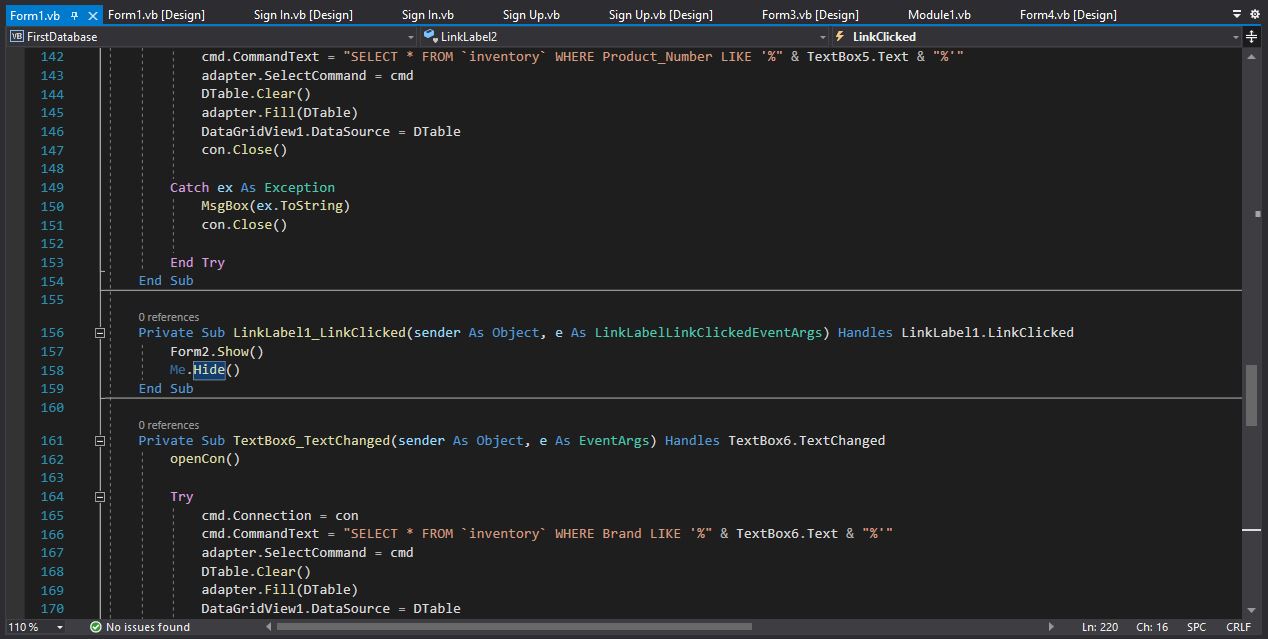 Form1.vb Form1.vb [Design] Sign In.vb [Design] Sign In.vb Sign Up.vb Sign Up.vb [Design] Form3.vb [Design] Module1.vb Form4.vb [Design]
VB FirstDatabase LinkLabel2 LinkClicked
142 cmd.CommandText = "SELECT * FROM `inventory` WHERE Product_Number LIKE '%" & TextBox5.Text & "%'"
143 adapter.SelectCommand = cmd
144 DTable.Clear()
145 adapter.Fill(DTable)
146 DataGridView1.DataSource = DTable
147 con.Close()
148
149 Catch ex As Exception
150 MsgBox(ex.ToString)
151 con.Close()
152
153 End Try
154 End Sub
155
0 references
156 Private Sub LinkLabel1_LinkClicked(sender As Object, e As LinkLabelLinkClickedEventArgs) Handles LinkLabel1.LinkClicked
157 Form2.Show()
158 Me.Hide()
159 End Sub
160
0 references
161 Private Sub TextBox6_TextChanged(sender As Object, e As EventArgs) Handles TextBox6.TextChanged
162 openCon()
163
164 Try
165 cmd.Connection = con
166 cmd.CommandText = "SELECT * FROM `inventory` WHERE Brand LIKE '%" & TextBox6.Text & "%'"
167 adapter.SelectCommand = cmd
168 DTable.Clear()
169 adapter.Fill(DTable)
170 DataGridView1.DataSource = DTable
110 % No issues found Ln: 220 Ch: 16 SPC CRLF